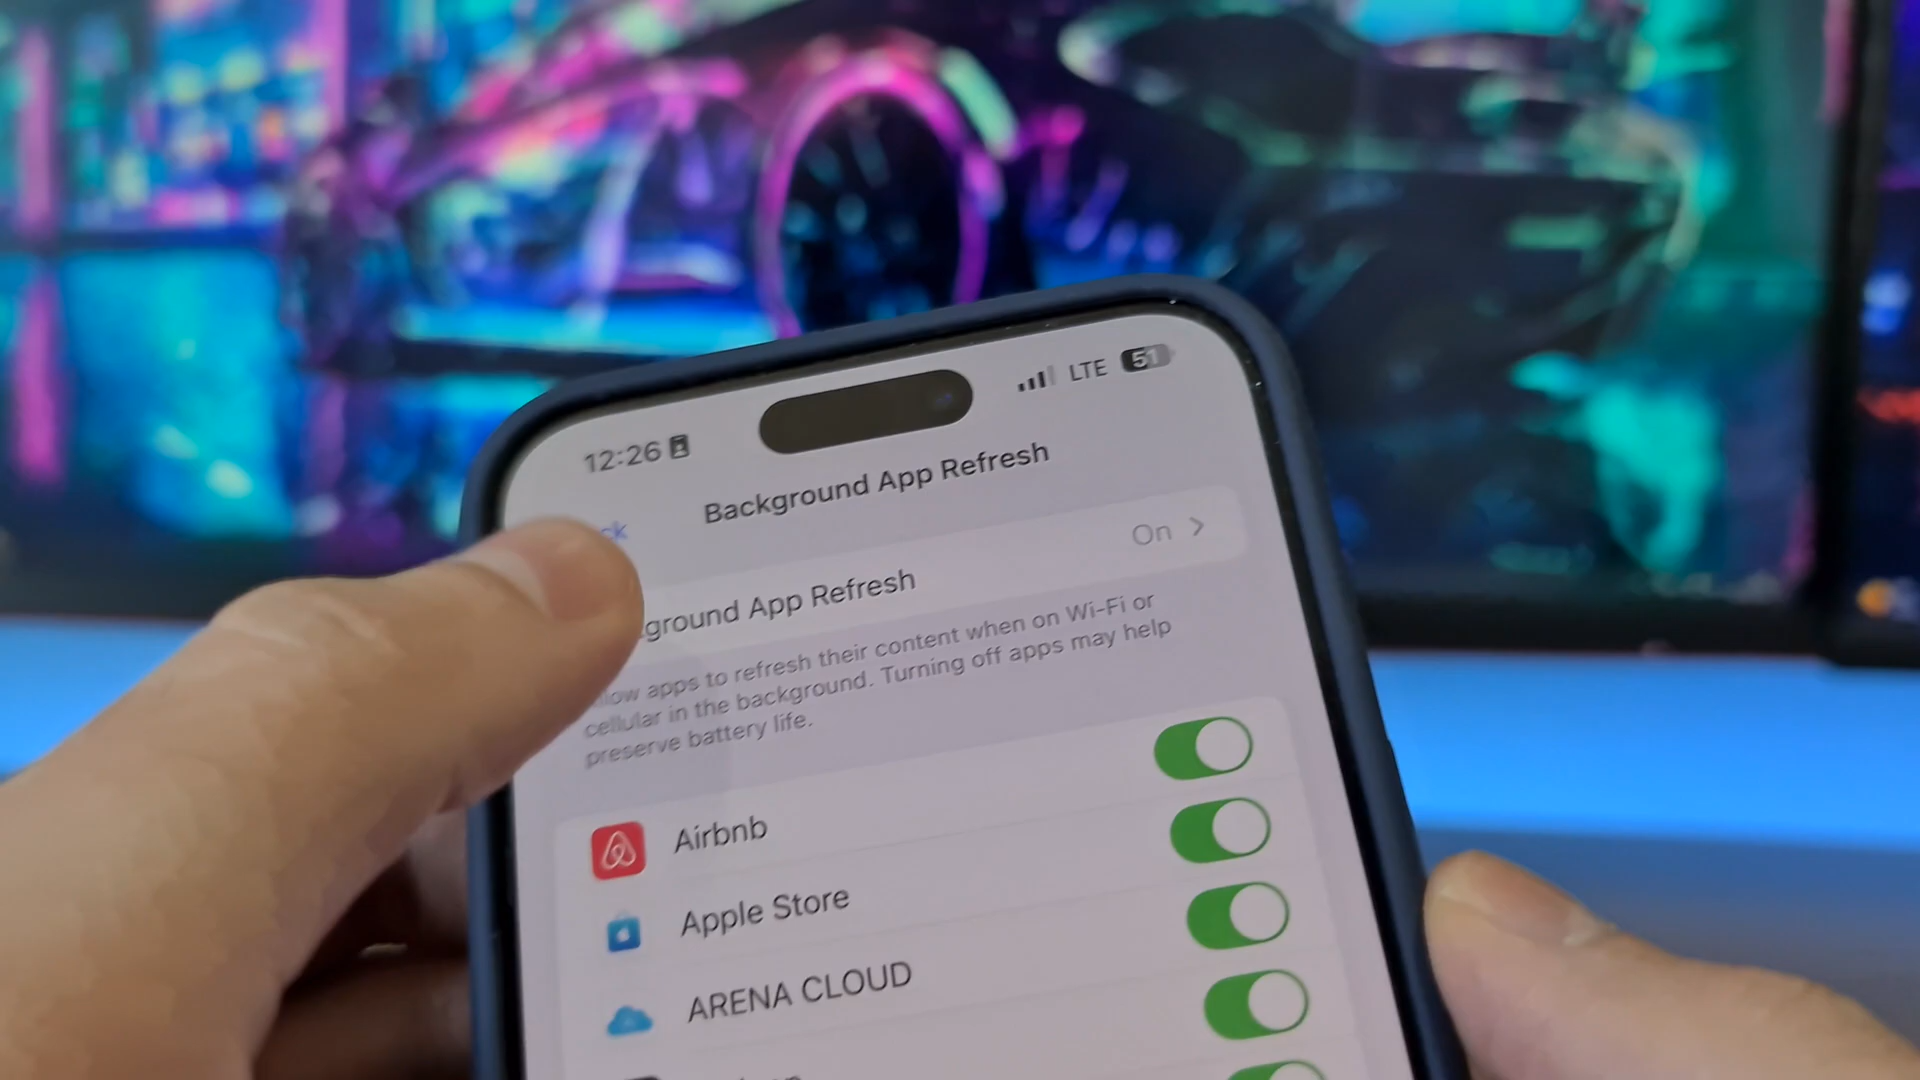 12:26 LTE 51
Background App Refresh
ck
ground App Refresh On
low apps to refresh their content when on Wi-Fi or
cellular in the background. Turning off apps may help
preserve battery life.
Airbnb
Apple Store
ARENA CLOUD